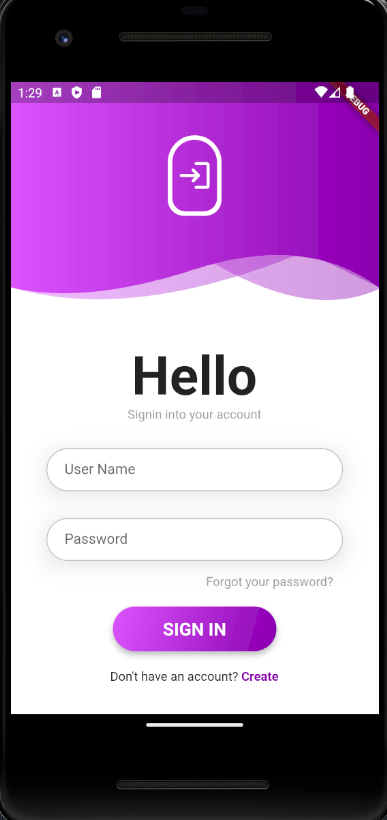 1:29
EBUG
Hello
Signin into your account
User Name
Password
Forgot your password?
SIGN IN
Don't have an account? Create